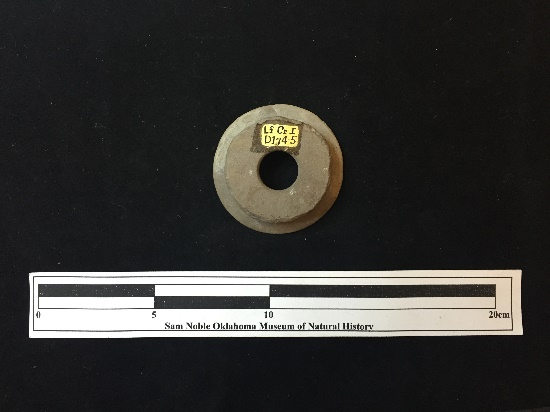 Lf Cr I
D1745
0 5 10 20cm
Sam Noble Oklahoma Museum of Natural History